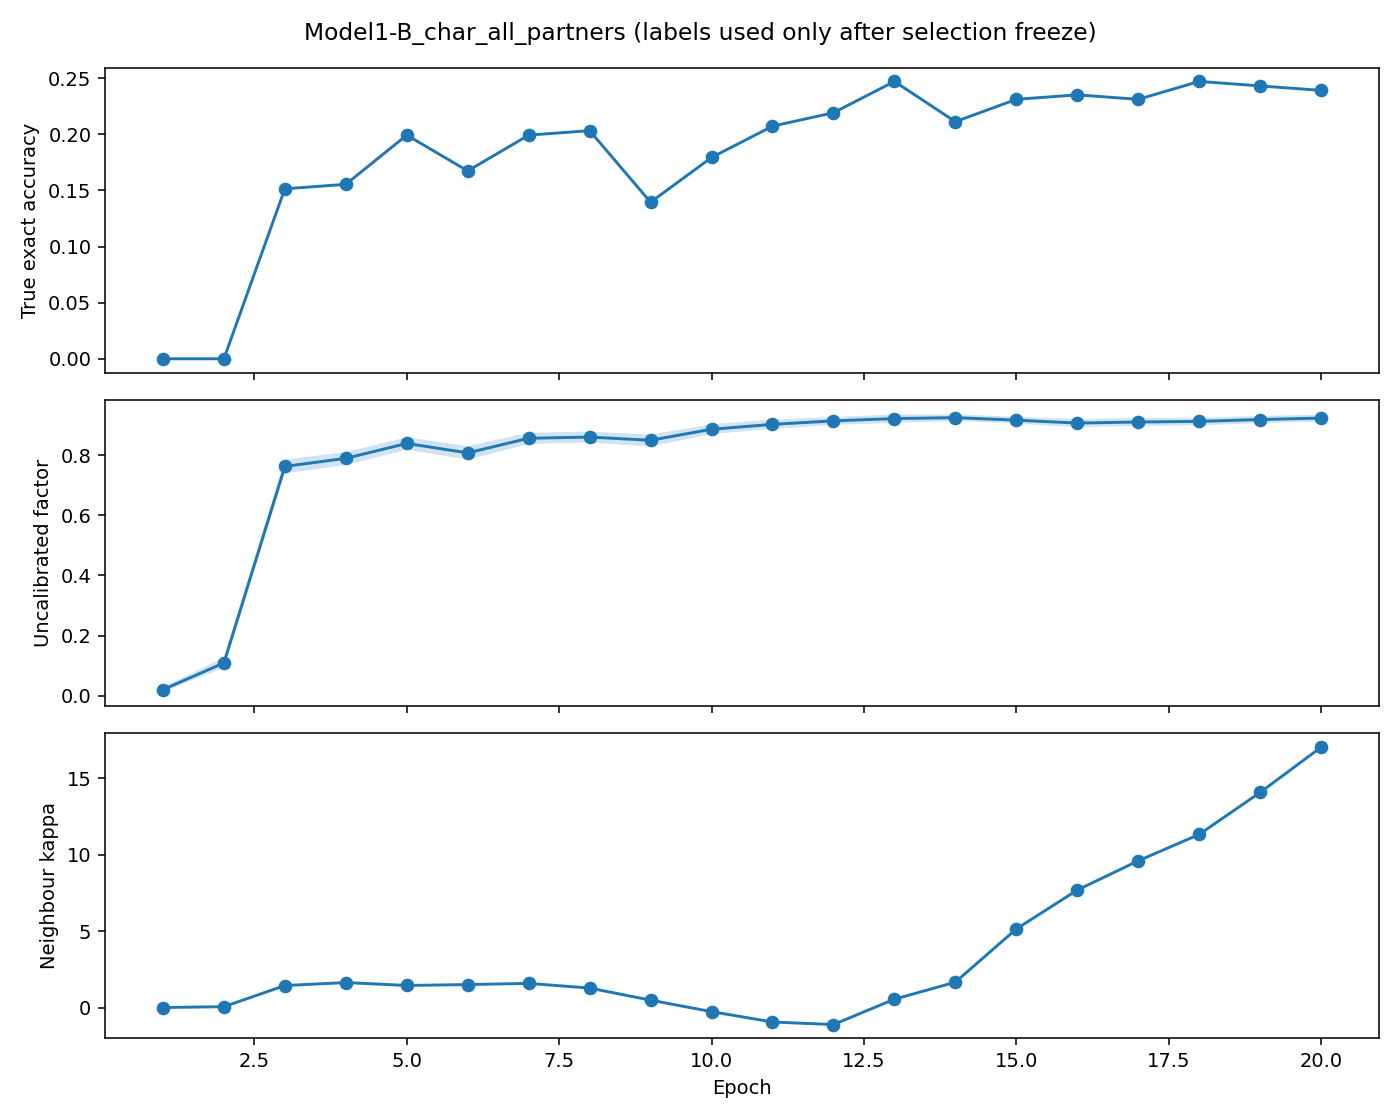 Model1-B_char_all_partners (labels used only after selection freeze)
True exact accuracy
0.25
0.20
0.15
0.10
0.05
0.00
Uncalibrated factor
0.8
0.6
0.4
0.2
0.0
Neighbour kappa
15
10
5
0
2.5 5.0 7.5 10.0 12.5 15.0 17.5 20.0
Epoch